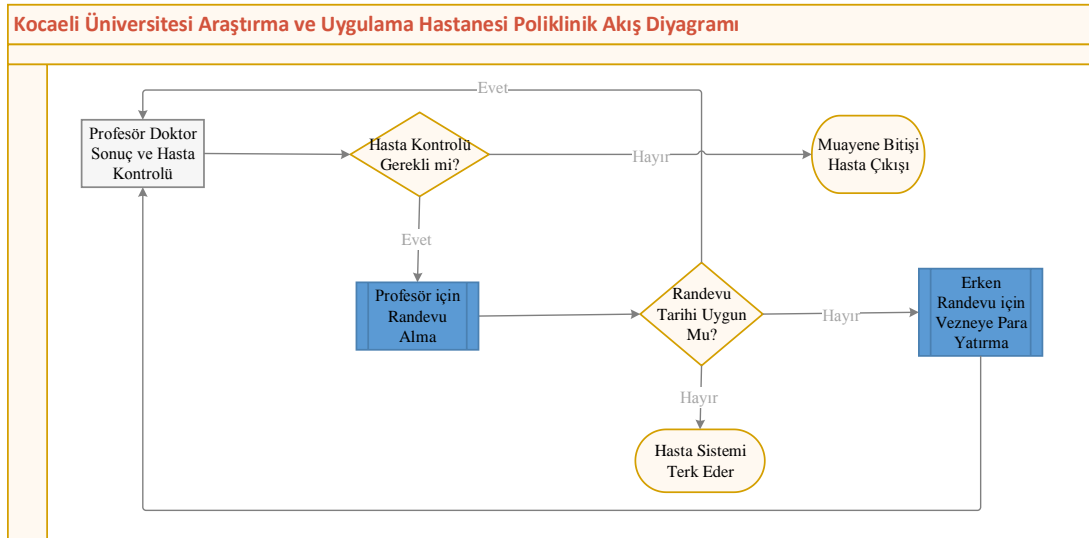 Kocaeli Üniversitesi Araştırma ve Uygulama Hastanesi Poliklinik Akış Diyagramı
Evet
Profesör Doktor
Sonuç ve Hasta
Kontrolü
Hasta Kontrolü
Gerekli mi?
Hayır
Muayene Bitişi
Hasta Çıkışı
Evet
Profesör için
Randevu
Alma
Randevu
Tarihi Uygun
Mu?
Hayır
Erken
Randevu için
Vezneye Para
Yatırma
Hayır
Hasta Sistemi
Terk Eder